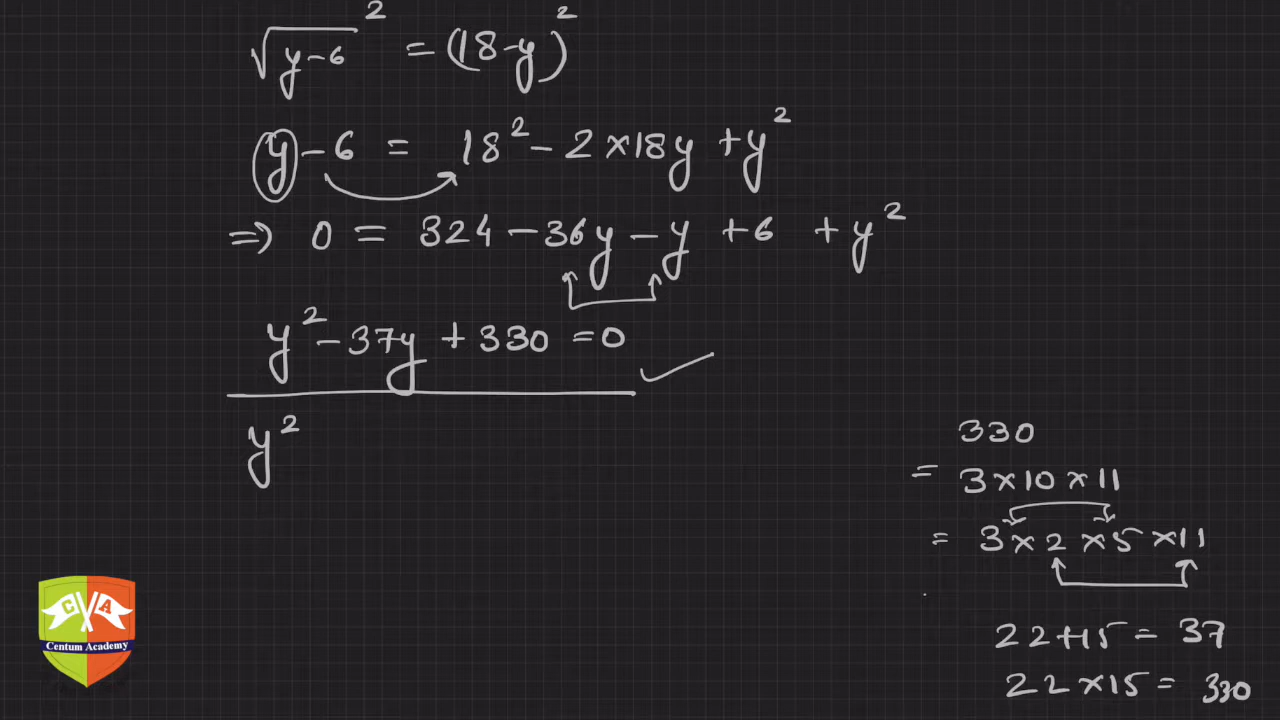 √(y-6)² = (18-y)²
y-6 = 18² - 2×18y + y²
⇒ 0 = 324 - 36y - y + 6 + y²
y² - 37y + 330 = 0 ✓
y²
330
= 3×10×11
= 3×2×5×11
22+15 = 37
22×15 = 330
C A
Centum Academy